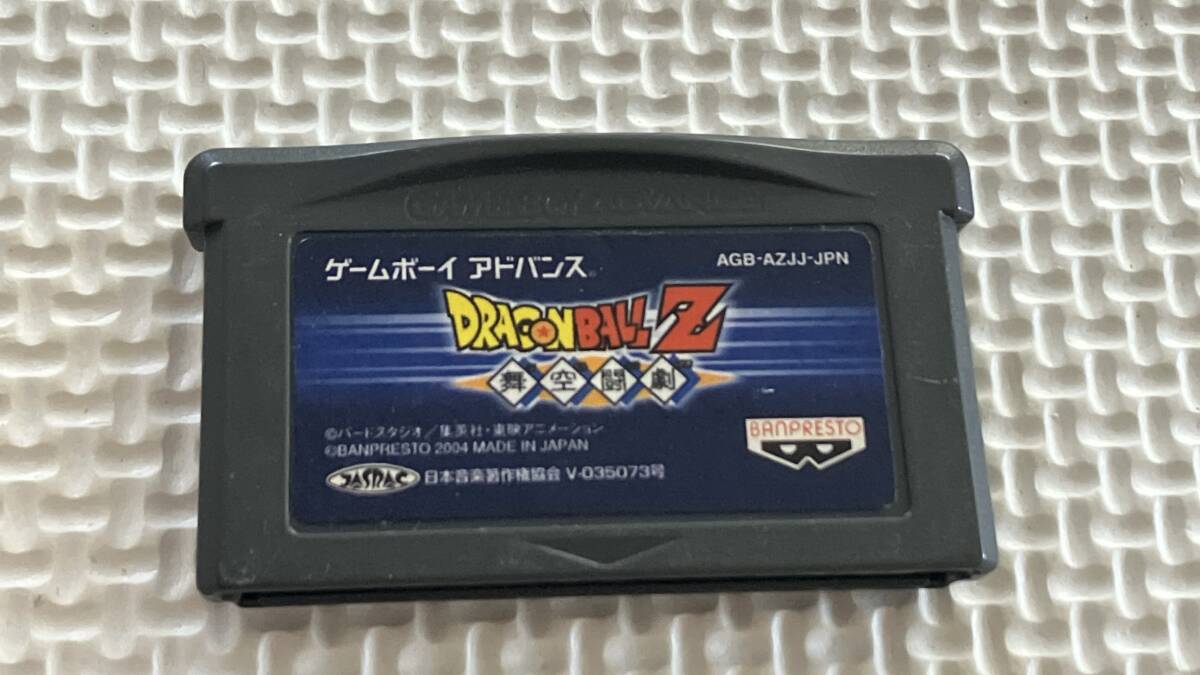 GAME BOY ADVANCE
ゲームボーイ アドバンス®
AGB-AZJJ-JPN
DRAGON BALL Z
舞空闘劇
©バードスタジオ/集英社・東映アニメーション
©BANPRESTO 2004 MADE IN JAPAN
BANPRESTO
JASRAC 日本音楽著作権協会 V-035073号